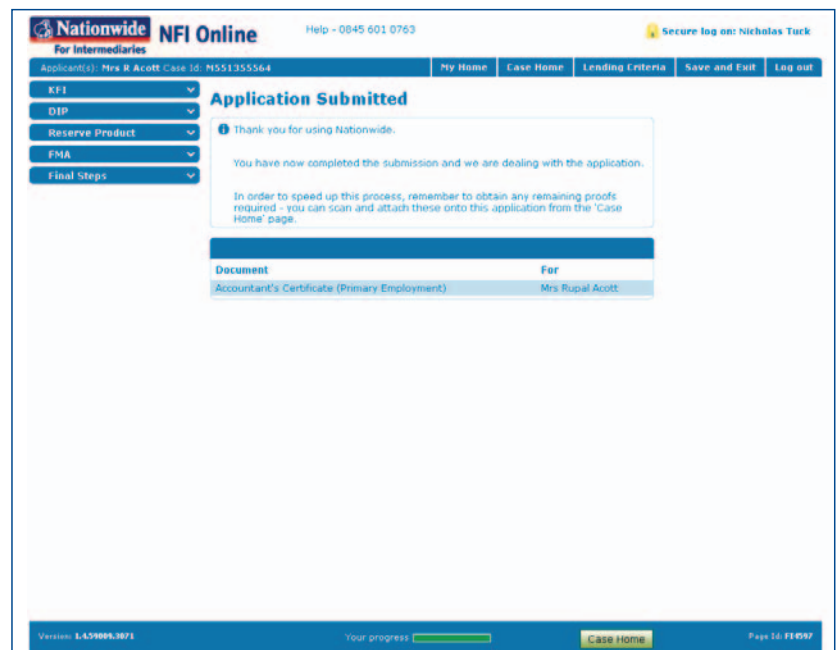 Nationwide
For Intermediaries
NFI Online
Help - 0845 601 0763
Secure log on: Nicholas Tuck
Applicant(s): Mrs R Acott Case Id: N551355564
My Home
Case Home
Lending Criteria
Save and Exit
Log out
KFI
DIP
Reserve Product
FMA
Final Steps
Application Submitted
Thank you for using Nationwide.
You have now completed the submission and we are dealing with the application.
In order to speed up this process, remember to obtain any remaining proofs
required - you can scan and attach these onto this application from the 'Case
Home' page.
Document For
Accountant's Certificate (Primary Employment) Mrs Rupal Acott
Version: 1.4.59009.3071
Your progress
Case Home
Page Id: FI4597